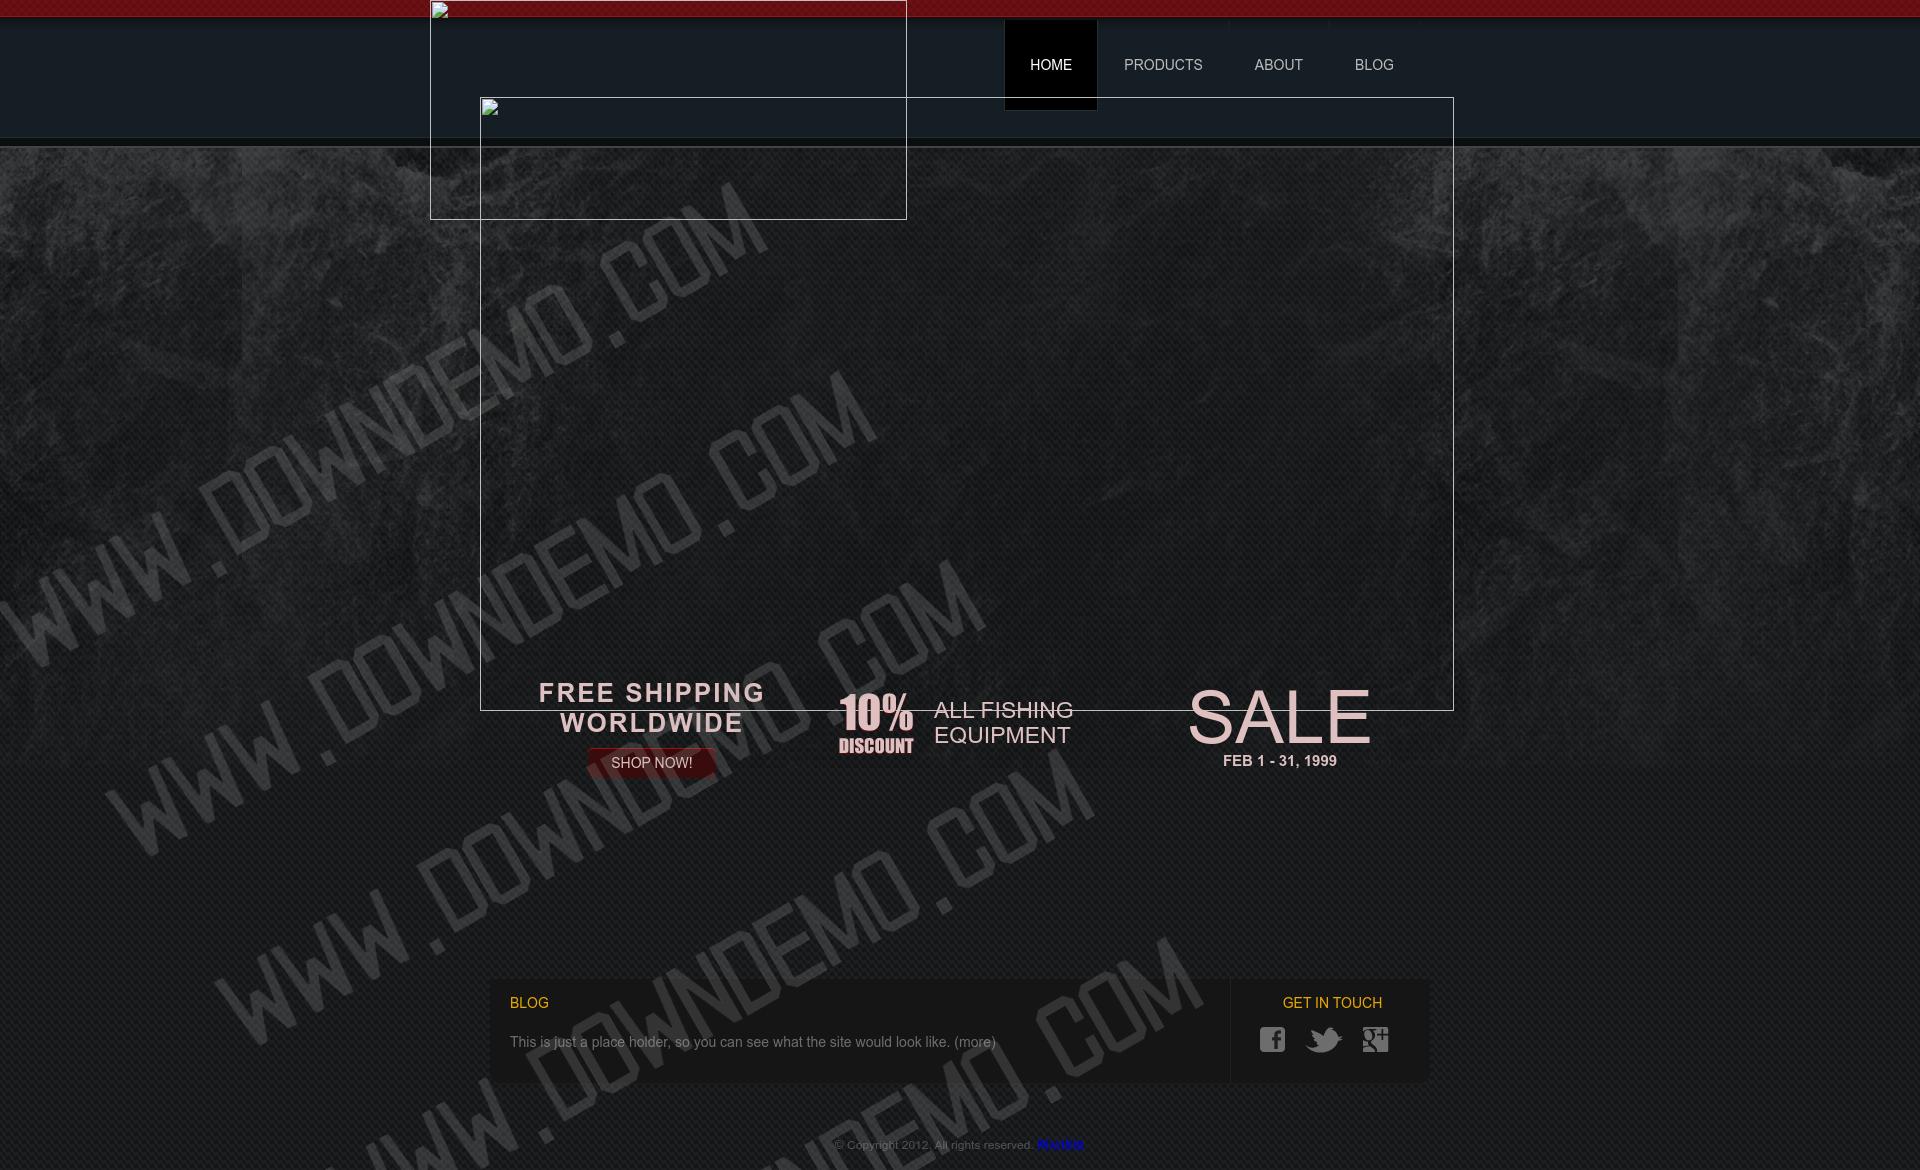 HOME PRODUCTS ABOUT BLOG
WWW.DOWNDEMO.COM
WWW.DOWNDEMO.COM
WWW.DOWNDEMO.COM
WWW.DOWNDEMO.COM
WNDEMO.COM
FREE SHIPPING
WORLDWIDE
SHOP NOW!
10%
DISCOUNT
ALL FISHING
EQUIPMENT
SALE
FEB 1 - 31, 1999
BLOG
This is just a place holder, so you can see what the site would look like. (more)
GET IN TOUCH
© Copyright 2012. All rights reserved.